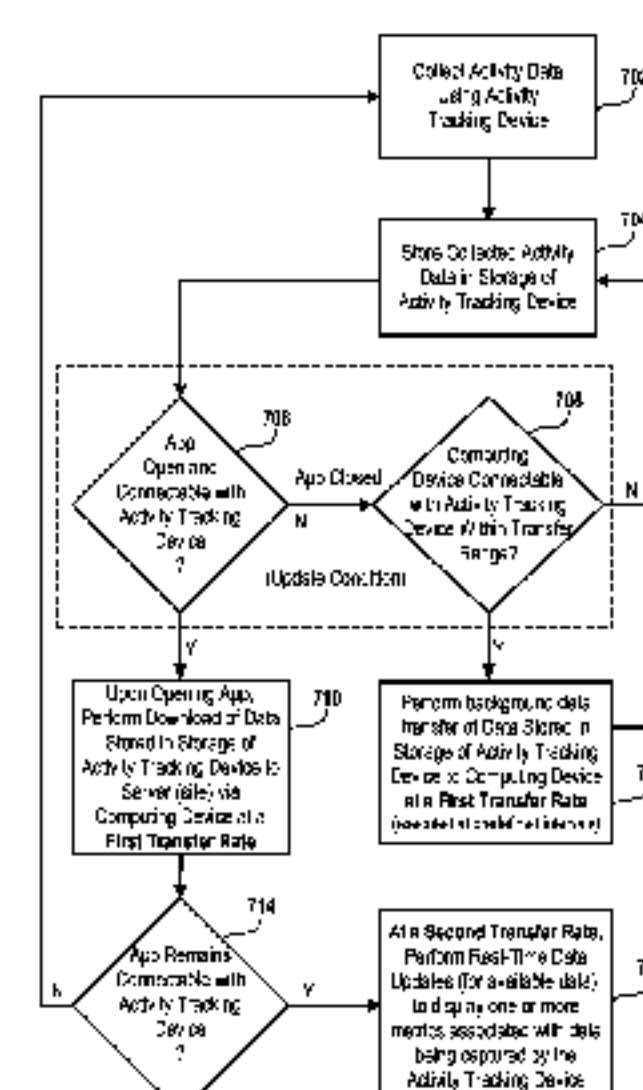 Collect Activity Data
using Activity
Tracking Device
Store Collected Activity
Data in Storage of
Activity Tracking Device
706
App
Open and
Connectable with
Activity Tracking
Device
?
App Closed
N
708
Computing
Device Connectable
with Activity Tracking
Device Within Transfer
Range?
N
(Update Condition)
Y
Y
Upon Opening App,
Perform Download of Data
Stored in Storage of
Activity Tracking Device to
Server (site) via
Computing Device at a
First Transfer Rate
710
Perform background data
transfer of Data Stored in
Storage of Activity Tracking
Device to Computing Device
at a First Transfer Rate
(executed at predefined intervals)
714
App Remains
Connectable with
Activity Tracking
Device
?
N
Y
At a Second Transfer Rate,
Perform Real-Time Data
Updates (for available data)
to display one or more
metrics associated with data
being captured by the
Activity Tracking Device